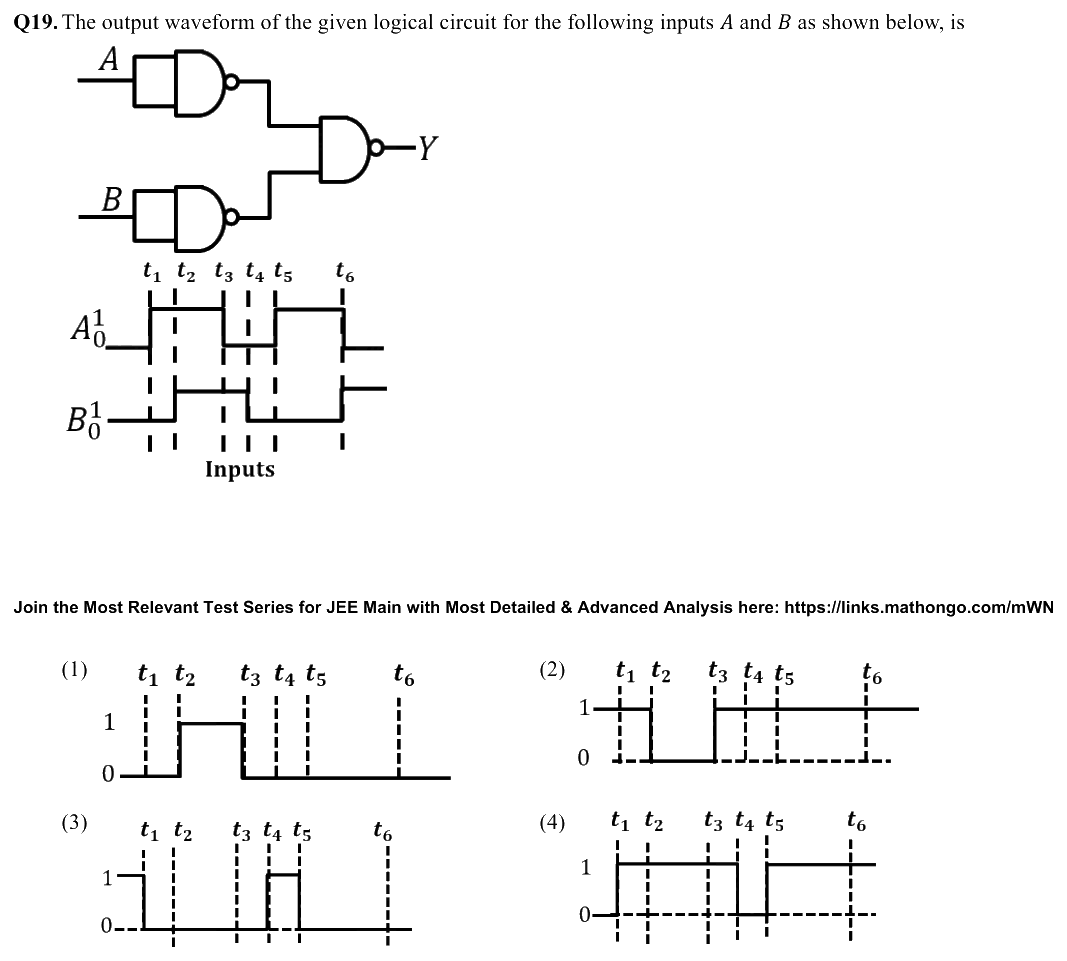 Q19. The output waveform of the given logical circuit for the following inputs A and B as shown below, is
A
Y
B
t₁ t₂ t₃ t₄ t₅ t₆
A 1 0
B 1 0
Inputs
Join the Most Relevant Test Series for JEE Main with Most Detailed & Advanced Analysis here: https://links.mathongo.com/mWN
(1) t₁ t₂ t₃ t₄ t₅ t₆
1
0
(2) t₁ t₂ t₃ t₄ t₅ t₆
1
0
(3) t₁ t₂ t₃ t₄ t₅ t₆
1
0
(4) t₁ t₂ t₃ t₄ t₅ t₆
1
0